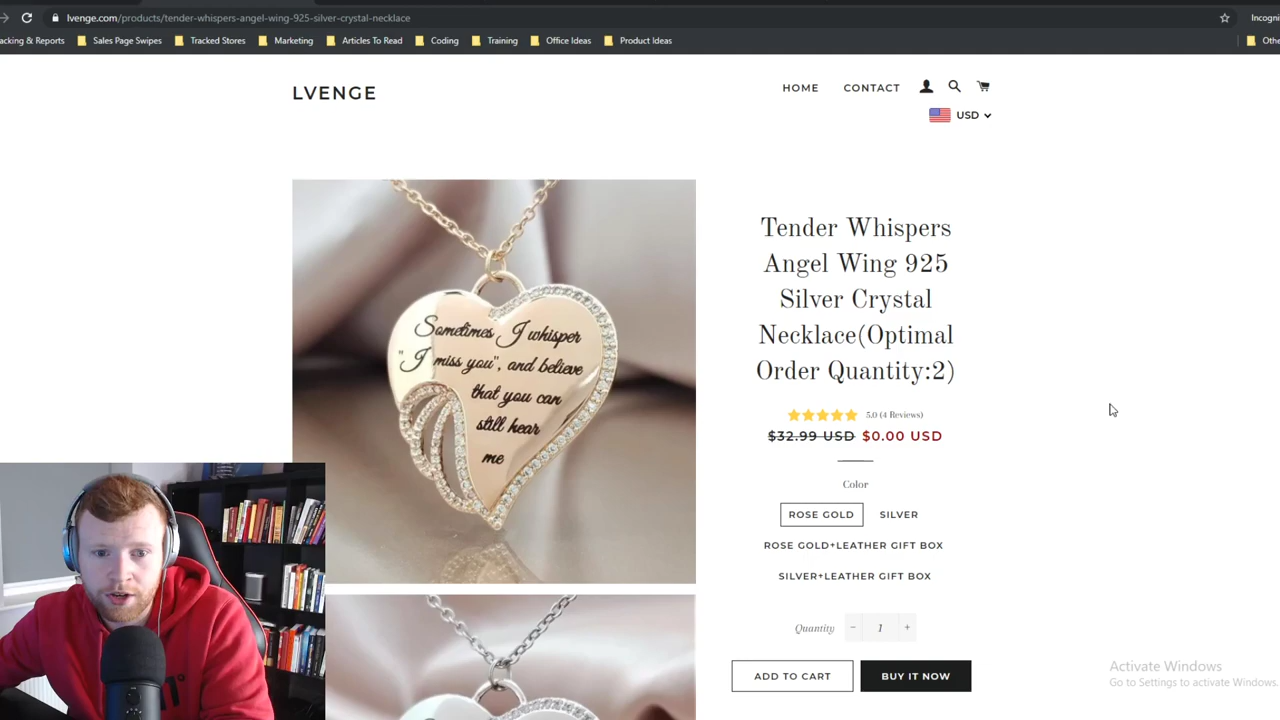 lvenge.com/products/tender-whispers-angel-wing-925-silver-crystal-necklace
Incogni
acking & Reports Sales Page Swipes Tracked Stores Marketing Articles To Read Coding Training Office Ideas Product Ideas Othe
LVENGE
HOME CONTACT
USD
Sometimes I whisper
"I miss you", and believe
that you can
still hear
me
Tender Whispers
Angel Wing 925
Silver Crystal
Necklace(Optimal
Order Quantity:2)
5.0 (4 Reviews)
$32.99 USD $0.00 USD
Color
ROSE GOLD SILVER
ROSE GOLD+LEATHER GIFT BOX
SILVER+LEATHER GIFT BOX
Quantity − 1 +
ADD TO CART BUY IT NOW
Activate Windows
Go to Settings to activate Windows.